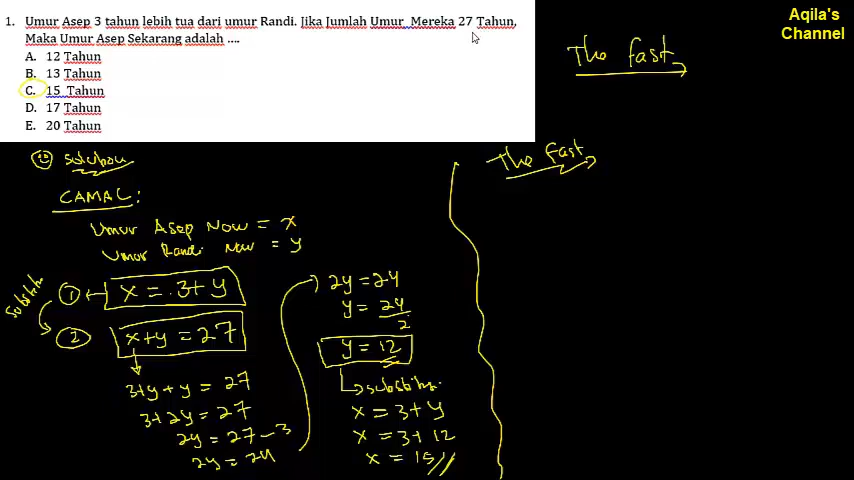 1. Umur Asep 3 tahun lebih tua dari umur Randi. Jika Jumlah Umur Mereka 27 Tahun,
Maka Umur Asep Sekarang adalah ....
A. 12 Tahun
B. 13 Tahun
C. 15 Tahun
D. 17 Tahun
E. 20 Tahun
Aqila's
Channel
The fast
solution
CAMAL:
Umur Asep Now = x
Umur Randi Now = y
substitusi
1 x = 3+y
2 x+y = 27
3+y+y = 27
3+2y = 27
2y = 27-3
2y = 24
2y = 24
y = 24
2
y = 12
substitusi
x = 3+y
x = 3+12
x = 15//
The fast